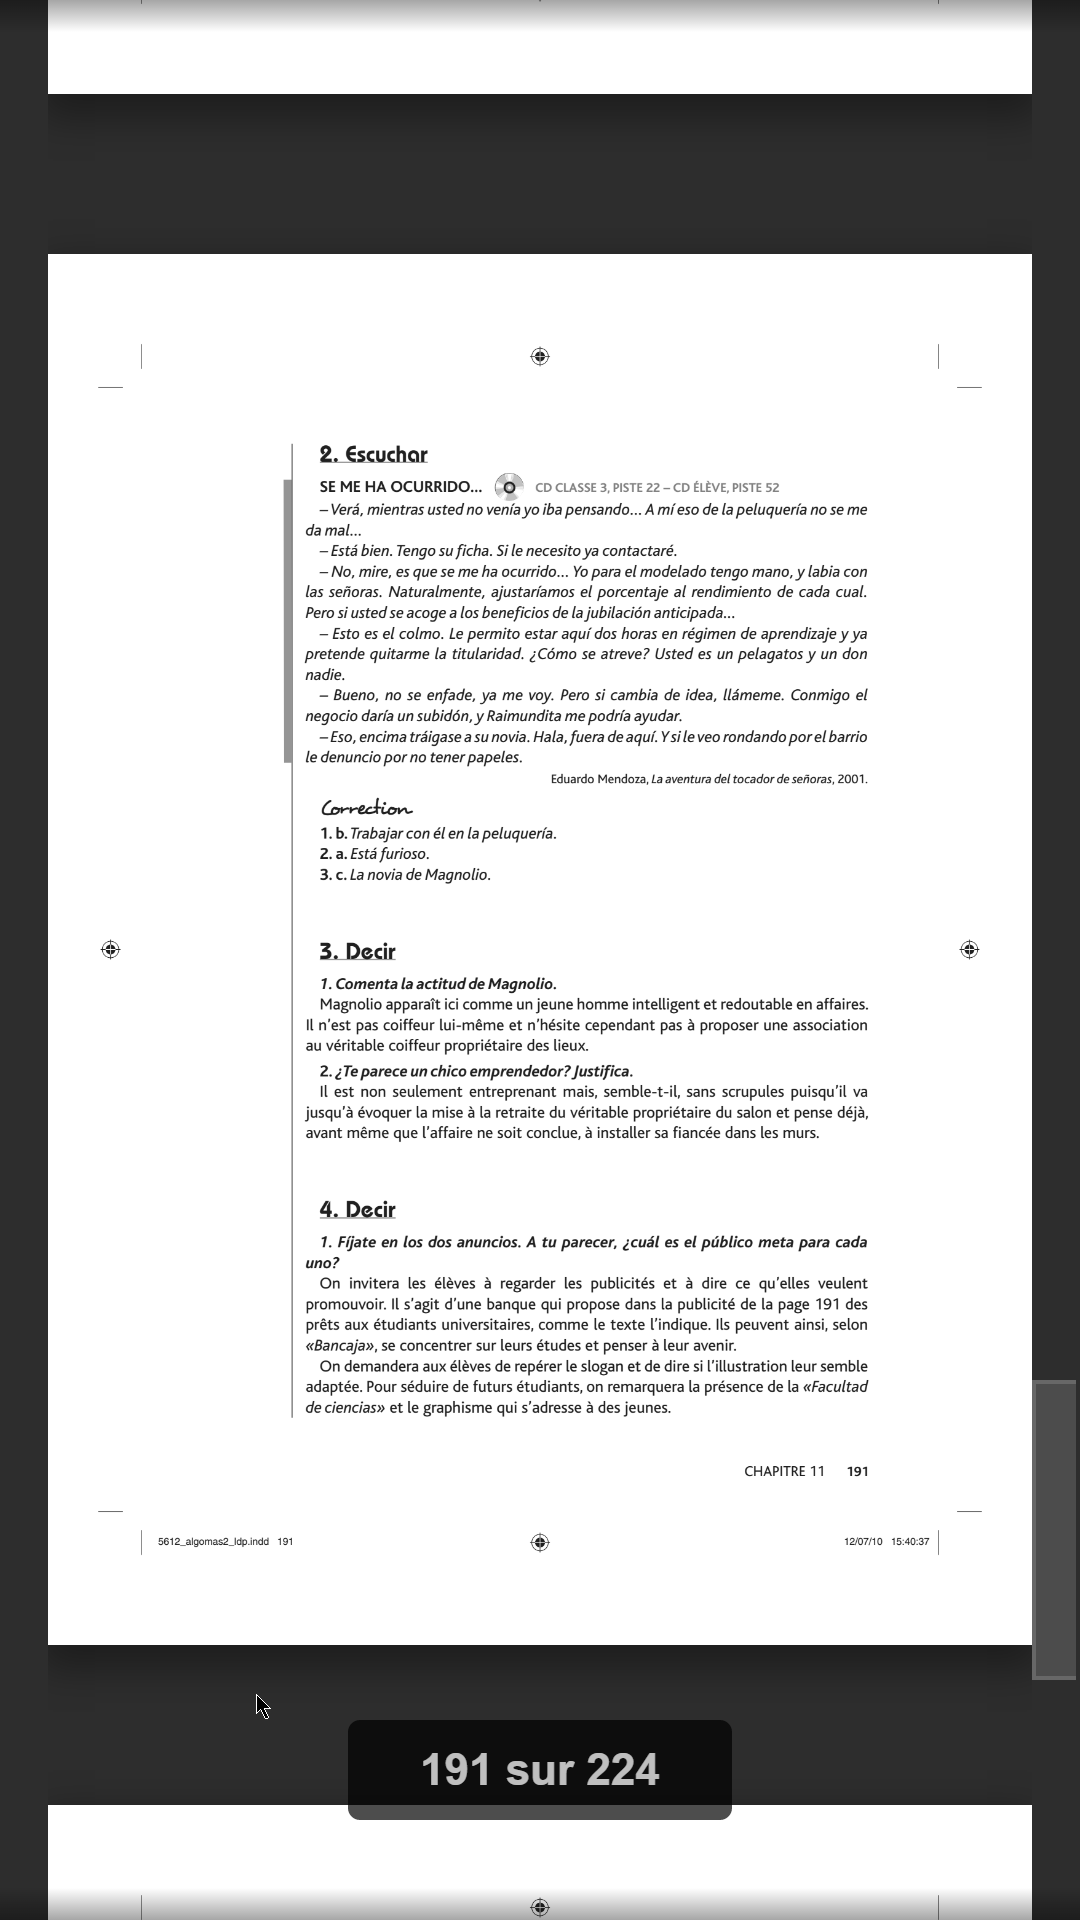 2. Escuchar
SE ME HA OCURRIDO... CD CLASSE 3, PISTE 22 – CD ÉLÈVE, PISTE 52
– Verá, mientras usted no venía yo iba pensando... A mí eso de la peluquería no se me
da mal...
– Está bien. Tengo su ficha. Si le necesito ya contactaré.
– No, mire, es que se me ha ocurrido... Yo para el modelado tengo mano, y labia con
las señoras. Naturalmente, ajustaríamos el porcentaje al rendimiento de cada cual.
Pero si usted se acoge a los beneficios de la jubilación anticipada...
– Esto es el colmo. Le permito estar aquí dos horas en régimen de aprendizaje y ya
pretende quitarme la titularidad. ¿Cómo se atreve? Usted es un pelagatos y un don
nadie.
– Bueno, no se enfade, ya me voy. Pero si cambia de idea, llámeme. Conmigo el
negocio daría un subidón, y Raimundita me podría ayudar.
– Eso, encima tráigase a su novia. Hala, fuera de aquí. Y si le veo rondando por el barrio
le denuncio por no tener papeles.
Eduardo Mendoza, La aventura del tocador de señoras, 2001.
Correction
1. b. Trabajar con él en la peluquería.
2. a. Está furioso.
3. c. La novia de Magnolio.
3. Decir
1. Comenta la actitud de Magnolio.
Magnolio apparaît ici comme un jeune homme intelligent et redoutable en affaires.
Il n'est pas coiffeur lui-même et n'hésite cependant pas à proposer une association
au véritable coiffeur propriétaire des lieux.
2. ¿Te parece un chico emprendedor? Justifica.
Il est non seulement entreprenant mais, semble-t-il, sans scrupules puisqu'il va
jusqu'à évoquer la mise à la retraite du véritable propriétaire du salon et pense déjà,
avant même que l'affaire ne soit conclue, à installer sa fiancée dans les murs.
4. Decir
1. Fíjate en los dos anuncios. A tu parecer, ¿cuál es el público meta para cada
uno?
On invitera les élèves à regarder les publicités et à dire ce qu'elles veulent
promouvoir. Il s'agit d'une banque qui propose dans la publicité de la page 191 des
prêts aux étudiants universitaires, comme le texte l'indique. Ils peuvent ainsi, selon
«Bancaja», se concentrer sur leurs études et penser à leur avenir.
On demandera aux élèves de repérer le slogan et de dire si l'illustration leur semble
adaptée. Pour séduire de futurs étudiants, on remarquera la présence de la «Facultad
de ciencias» et le graphisme qui s'adresse à des jeunes.
CHAPITRE 11 191
5612_algomas2_ldp.indd 191 12/07/10 15:40:37
191 sur 224